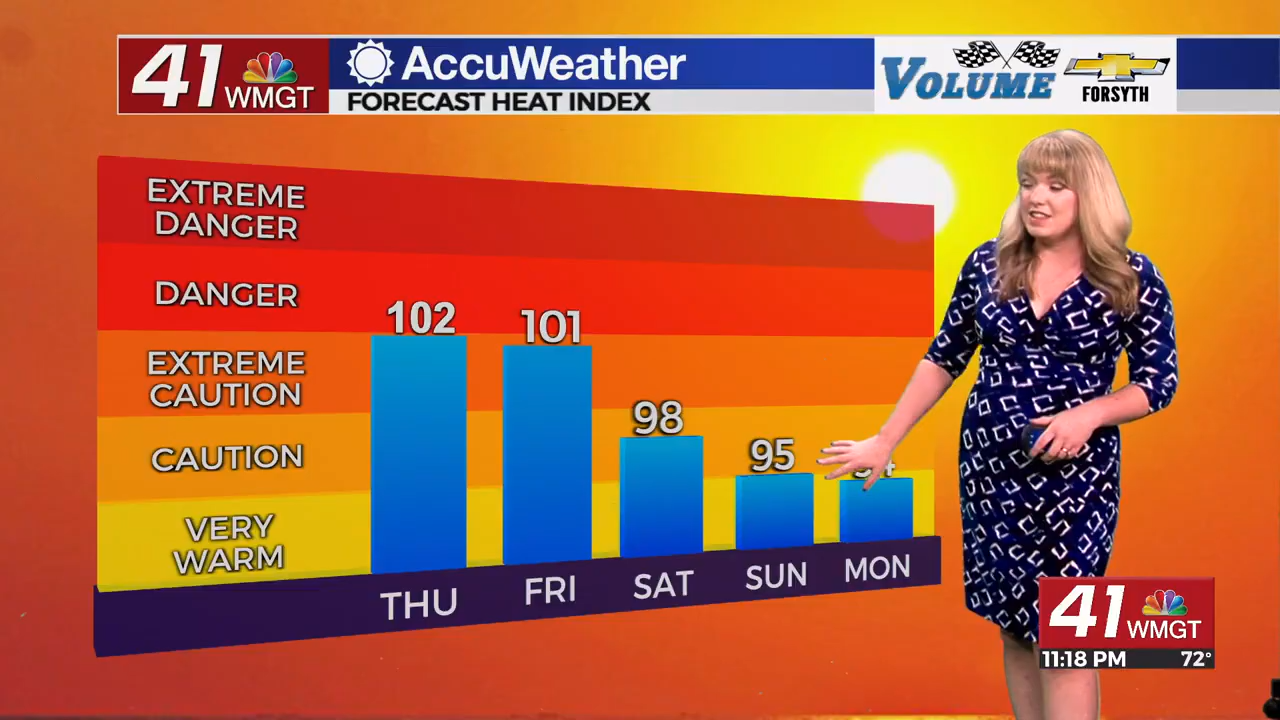 41 WMGT
AccuWeather
FORECAST HEAT INDEX
VOLUME
FORSYTH
EXTREME
DANGER
DANGER
EXTREME
CAUTION
CAUTION
VERY
WARM
102
101
98
95
THU
FRI
SAT
SUN
MON
41 WMGT
11:18 PM 72°